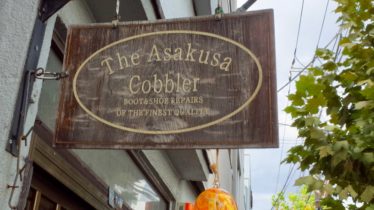 The Asakusa
Cobbler
BOOT&SHOE REPAIRS
OF THE FINEST QUALITY